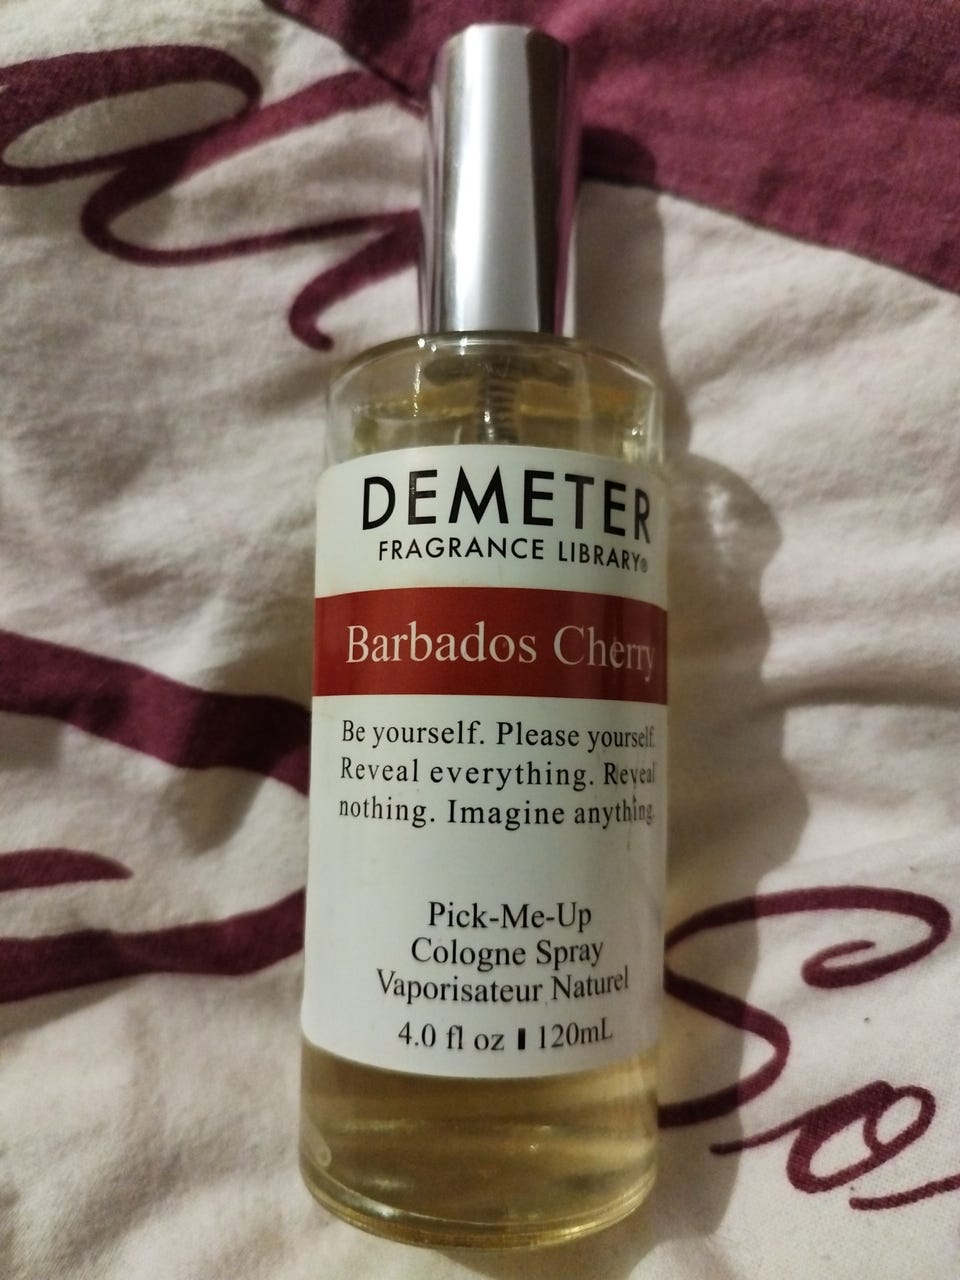 DEMETER
FRAGRANCE LIBRARY®
Barbados Cherry
Be yourself. Please yourself.
Reveal everything. Reveal
nothing. Imagine anything.
Pick-Me-Up
Cologne Spray
Vaporisateur Naturel
4.0 fl oz ▮ 120mL
So